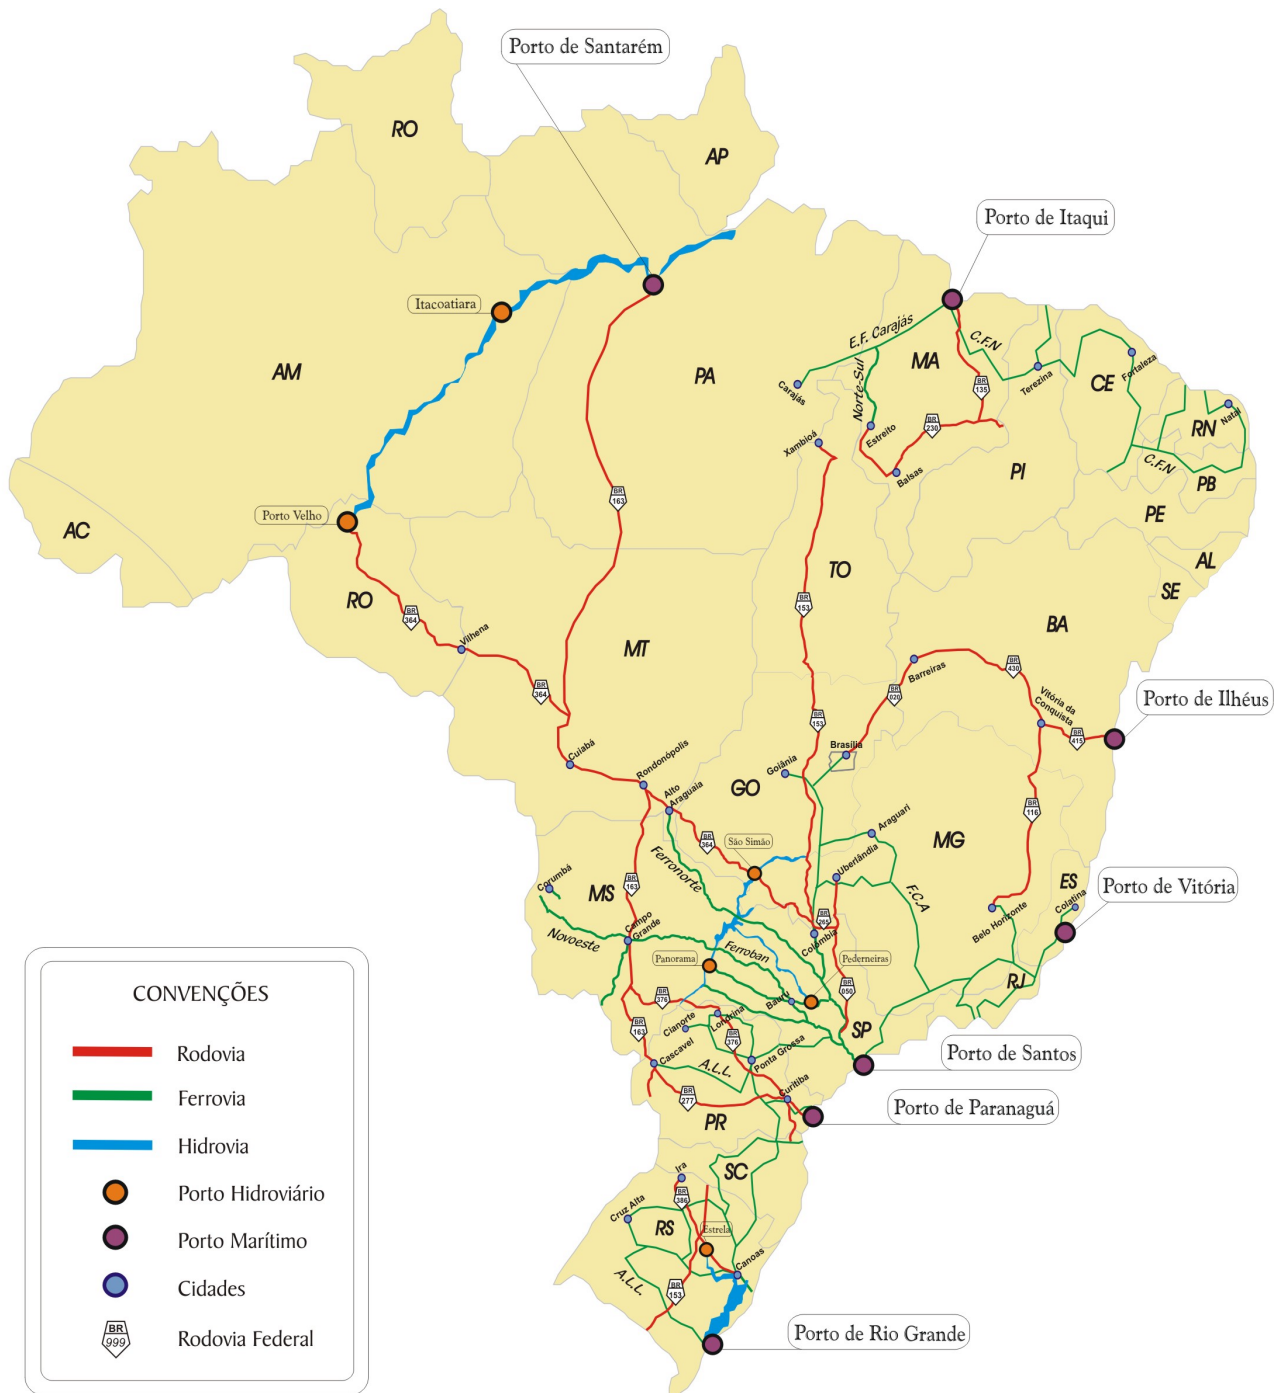 Porto de Santarém
RO
AP
Porto de Itaqui
Itacoatiara
E.F. Carajás
C.F.N
AM
PA
MA
Norte-Sul
Carajás
BR
135
Terezina
CE
Fortaleza
Xambioá
Estreito
BR
230
Balsas
RN
Natal
C.F.N
PI
PB
PE
BR
163
Porto Velho
AC
AL
SE
TO
RO
BR
364
BR
153
BA
Vilhena
MT
BR
364
BR
153
BR
020
Barreiras
BR
430
Vitória da
Conquista
BR
415
Porto de Ilhéus
Cuiabá
Rondonópolis
Goiânia
Brasília
Alto
Araguaia
GO
BR
116
BR
364
São Simão
Araguari
MG
Uberlândia
Ferronorte
Corumbá
MS
BR
163
F.C.A
ES
Colatina
Belo Horizonte
Porto de Vitória
Campo
Grande
Novoeste
BR
265
Colômbia
Ferroban
Panorama
Pederneiras
BR
050
RJ
BR
376
Bauru
BR
163
Cianorte
Londrina
BR
376
SP
Ponta Grossa
Porto de Santos
Cascavel
A.L.L.
Curitiba
BR
277
Porto de Paranaguá
PR
SC
Ira
BR
386
Cruz Alta
RS
Estrela
Canoas
A.L.L.
BR
153
Porto de Rio Grande
CONVENÇÕES
Rodovia
Ferrovia
Hidrovia
Porto Hidroviário
Porto Marítimo
Cidades
BR
999
Rodovia Federal